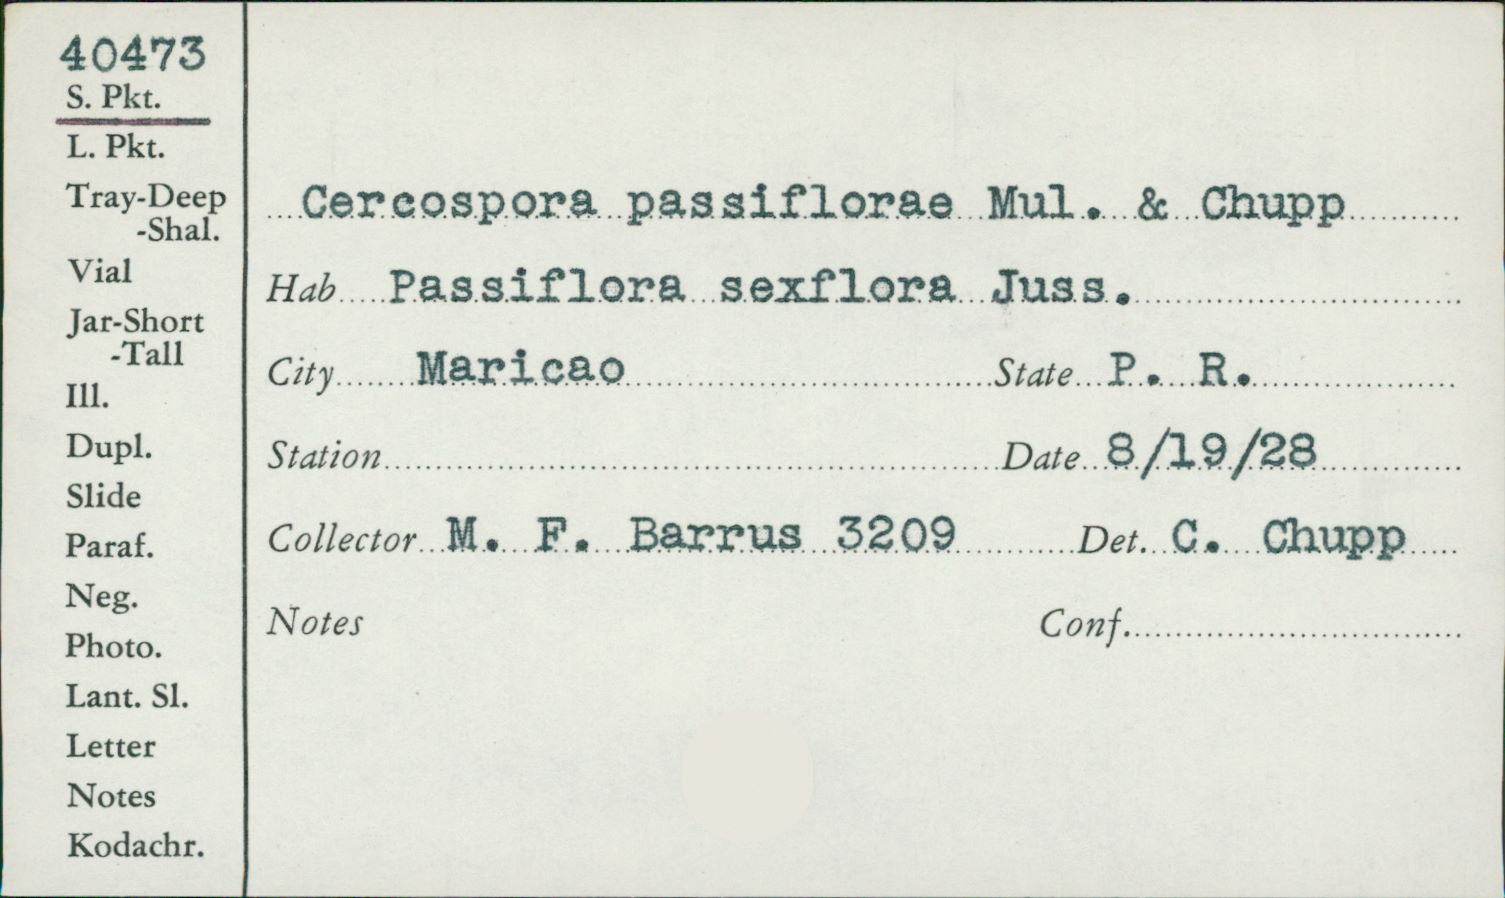 40473
S. Pkt.
L. Pkt.
Tray-Deep
-Shal.
Vial
Jar-Short
-Tall
Ill.
Dupl.
Slide
Paraf.
Neg.
Photo.
Lant. Sl.
Letter
Notes
Kodachr.
Cercospora passiflorae Mul. & Chupp
Hab Passiflora sexflora Juss.
City Maricao State P. R.
Station Date 8/19/28
Collector M. F. Barrus 3209 Det. C. Chupp
Notes Conf.